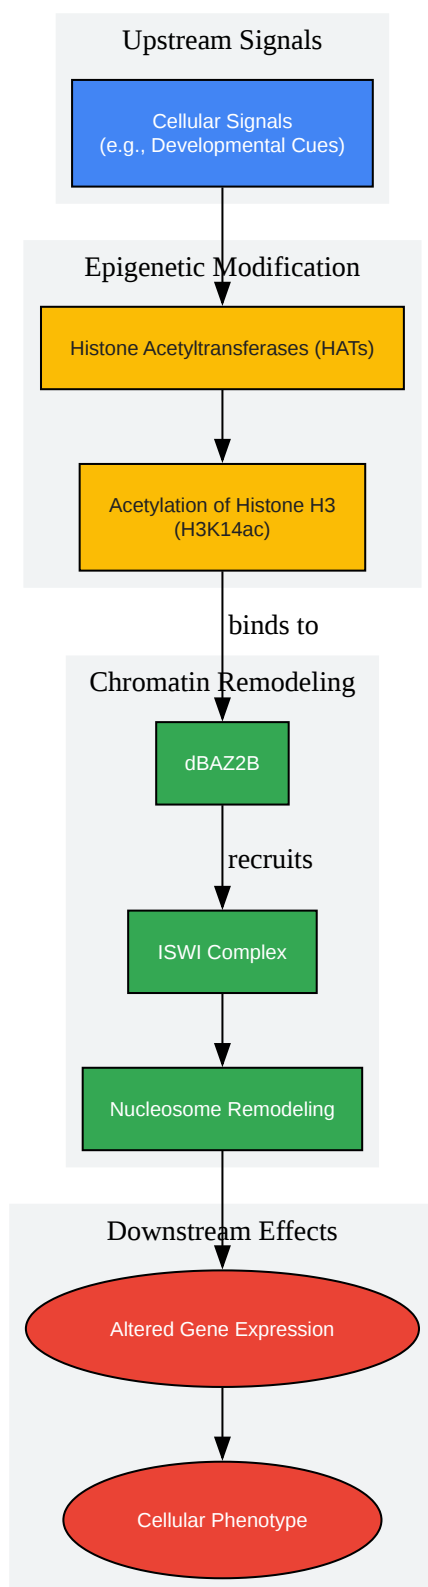 Upstream Signals
Cellular Signals
(e.g., Developmental Cues)
Epigenetic Modification
Histone Acetyltransferases (HATs)
Acetylation of Histone H3
(H3K14ac)
binds to
Chromatin Remodeling
dBAZ2B
recruits
ISWI Complex
Nucleosome Remodeling
Downstream Effects
Altered Gene Expression
Cellular Phenotype